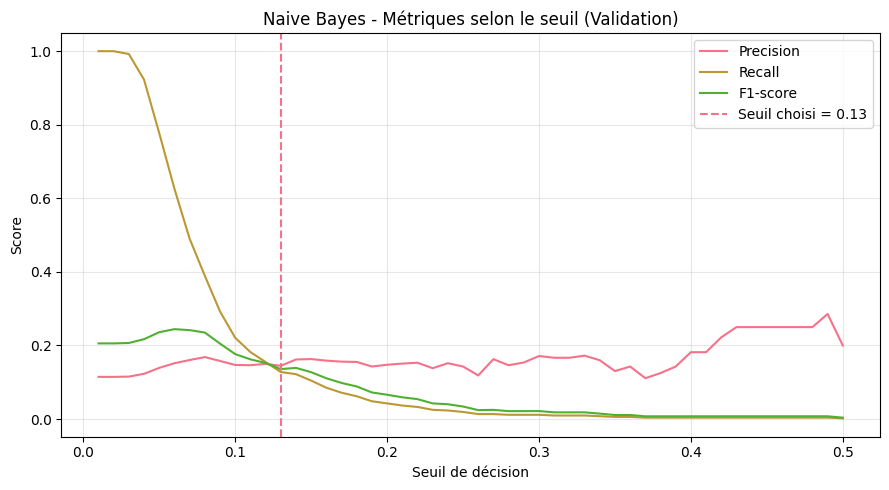 Naive Bayes - Métriques selon le seuil (Validation)
Precision
Recall
F1-score
Seuil choisi = 0.13
Score
1.0
0.8
0.6
0.4
0.2
0.0
0.0 0.1 0.2 0.3 0.4 0.5
Seuil de décision